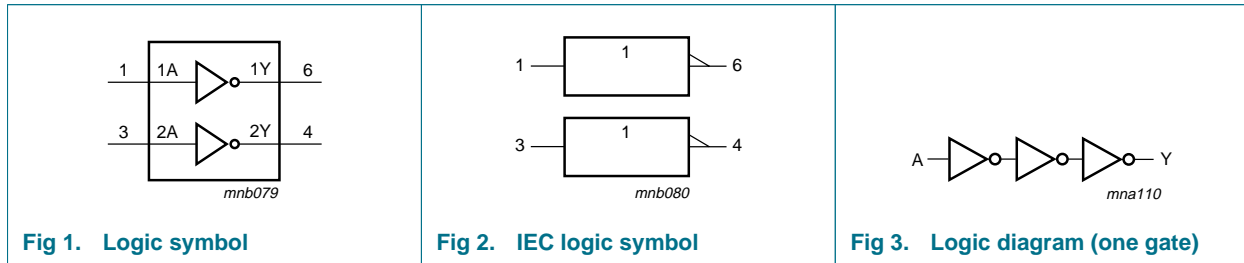 1 1A 1Y 6
3 2A 2Y 4
mnb079
Fig 1. Logic symbol
1 1 6
3 1 4
mnb080
Fig 2. IEC logic symbol
A Y
mna110
Fig 3. Logic diagram (one gate)